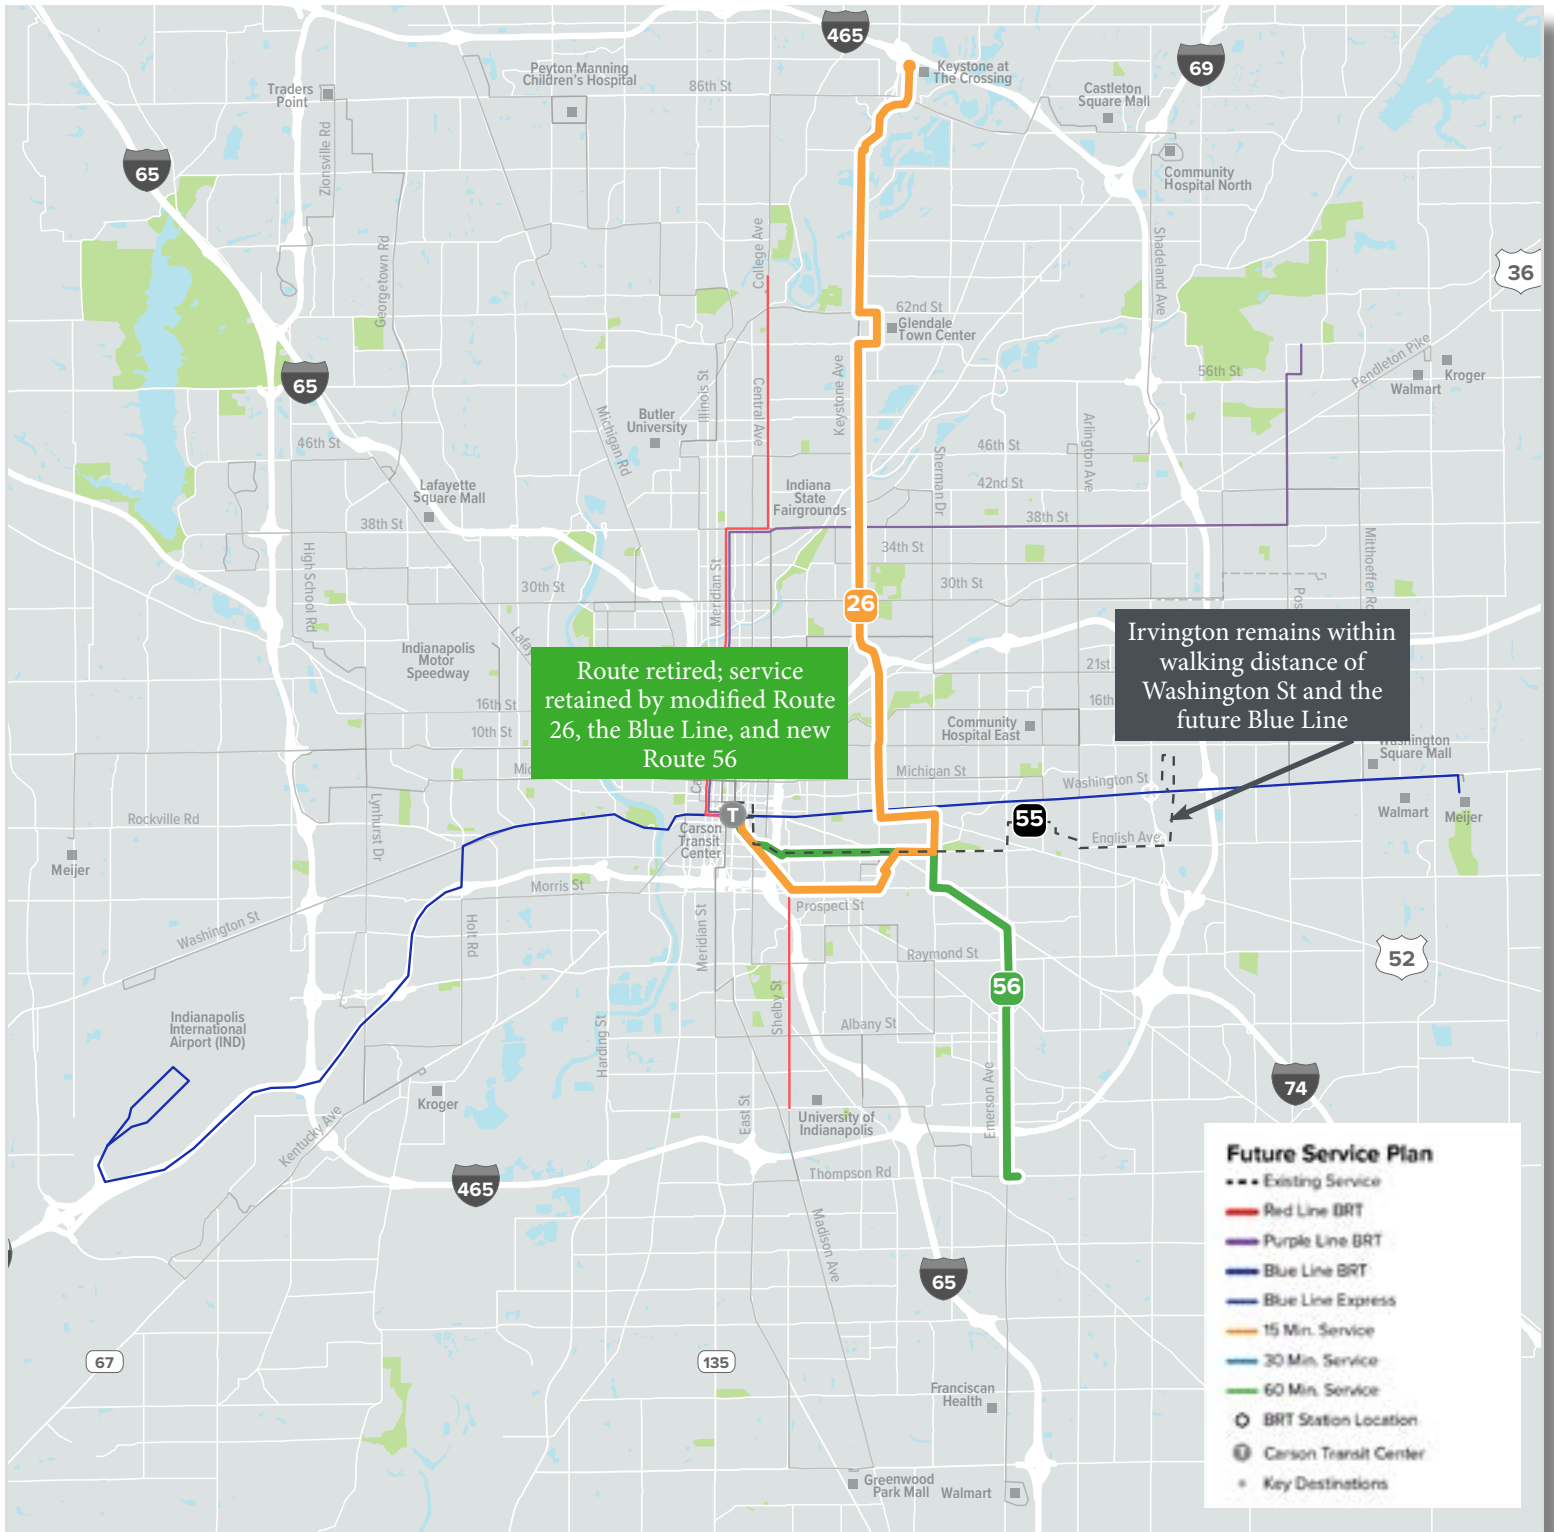 465
69
Keystone at
The Crossing
Peyton Manning
Children's Hospital
86th St
Traders
Point
Castleton
Square Mall
65
Zionsville Rd
Community
Hospital North
College Ave
Shadeland Ave
Georgetown Rd
36
62nd St
Glendale
Town Center
Pendleton Pike
56th St
Walmart
Kroger
65
Illinois St
Central Ave
Keystone Ave
Michigan Rd
Butler
University
46th St
46th St
Arlington Ave
Sherman Dr
Lafayette
Square Mall
Indiana
State
Fairgrounds
42nd St
38th St
38th St
High School Rd
Meridian St
34th St
Mitthoeffer Rd
30th St
30th St
Pos
26
Irvington remains within
walking distance of
Washington St and the
future Blue Line
Lafay
Indianapolis
Motor
Speedway
Route retired; service
retained by modified Route
26, the Blue Line, and new
Route 56
21st
16th St
16th
10th St
Community
Hospital East
Washington
Square Mall
Mic
Ca
Michigan St
Washington St
Lynhurst Dr
Rockville Rd
T
55
Walmart
Meijer
Carson
Transit
Center
English Ave
Meijer
Morris St
Prospect St
Washington St
Holt Rd
Meridian St
Raymond St
52
56
Shelby St
Indianapolis
International
Airport (IND)
Harding St
Albany St
Emerson Ave
74
Kroger
East St
University of
Indianapolis
Kentucky Ave
Thompson Rd
465
Madison Ave
65
67
135
Franciscan
Health
Greenwood
Park Mall
Walmart
Future Service Plan
Existing Service
Red Line BRT
Purple Line BRT
Blue Line BRT
Blue Line Express
15 Min. Service
30 Min. Service
60 Min. Service
BRT Station Location
T Carson Transit Center
Key Destinations